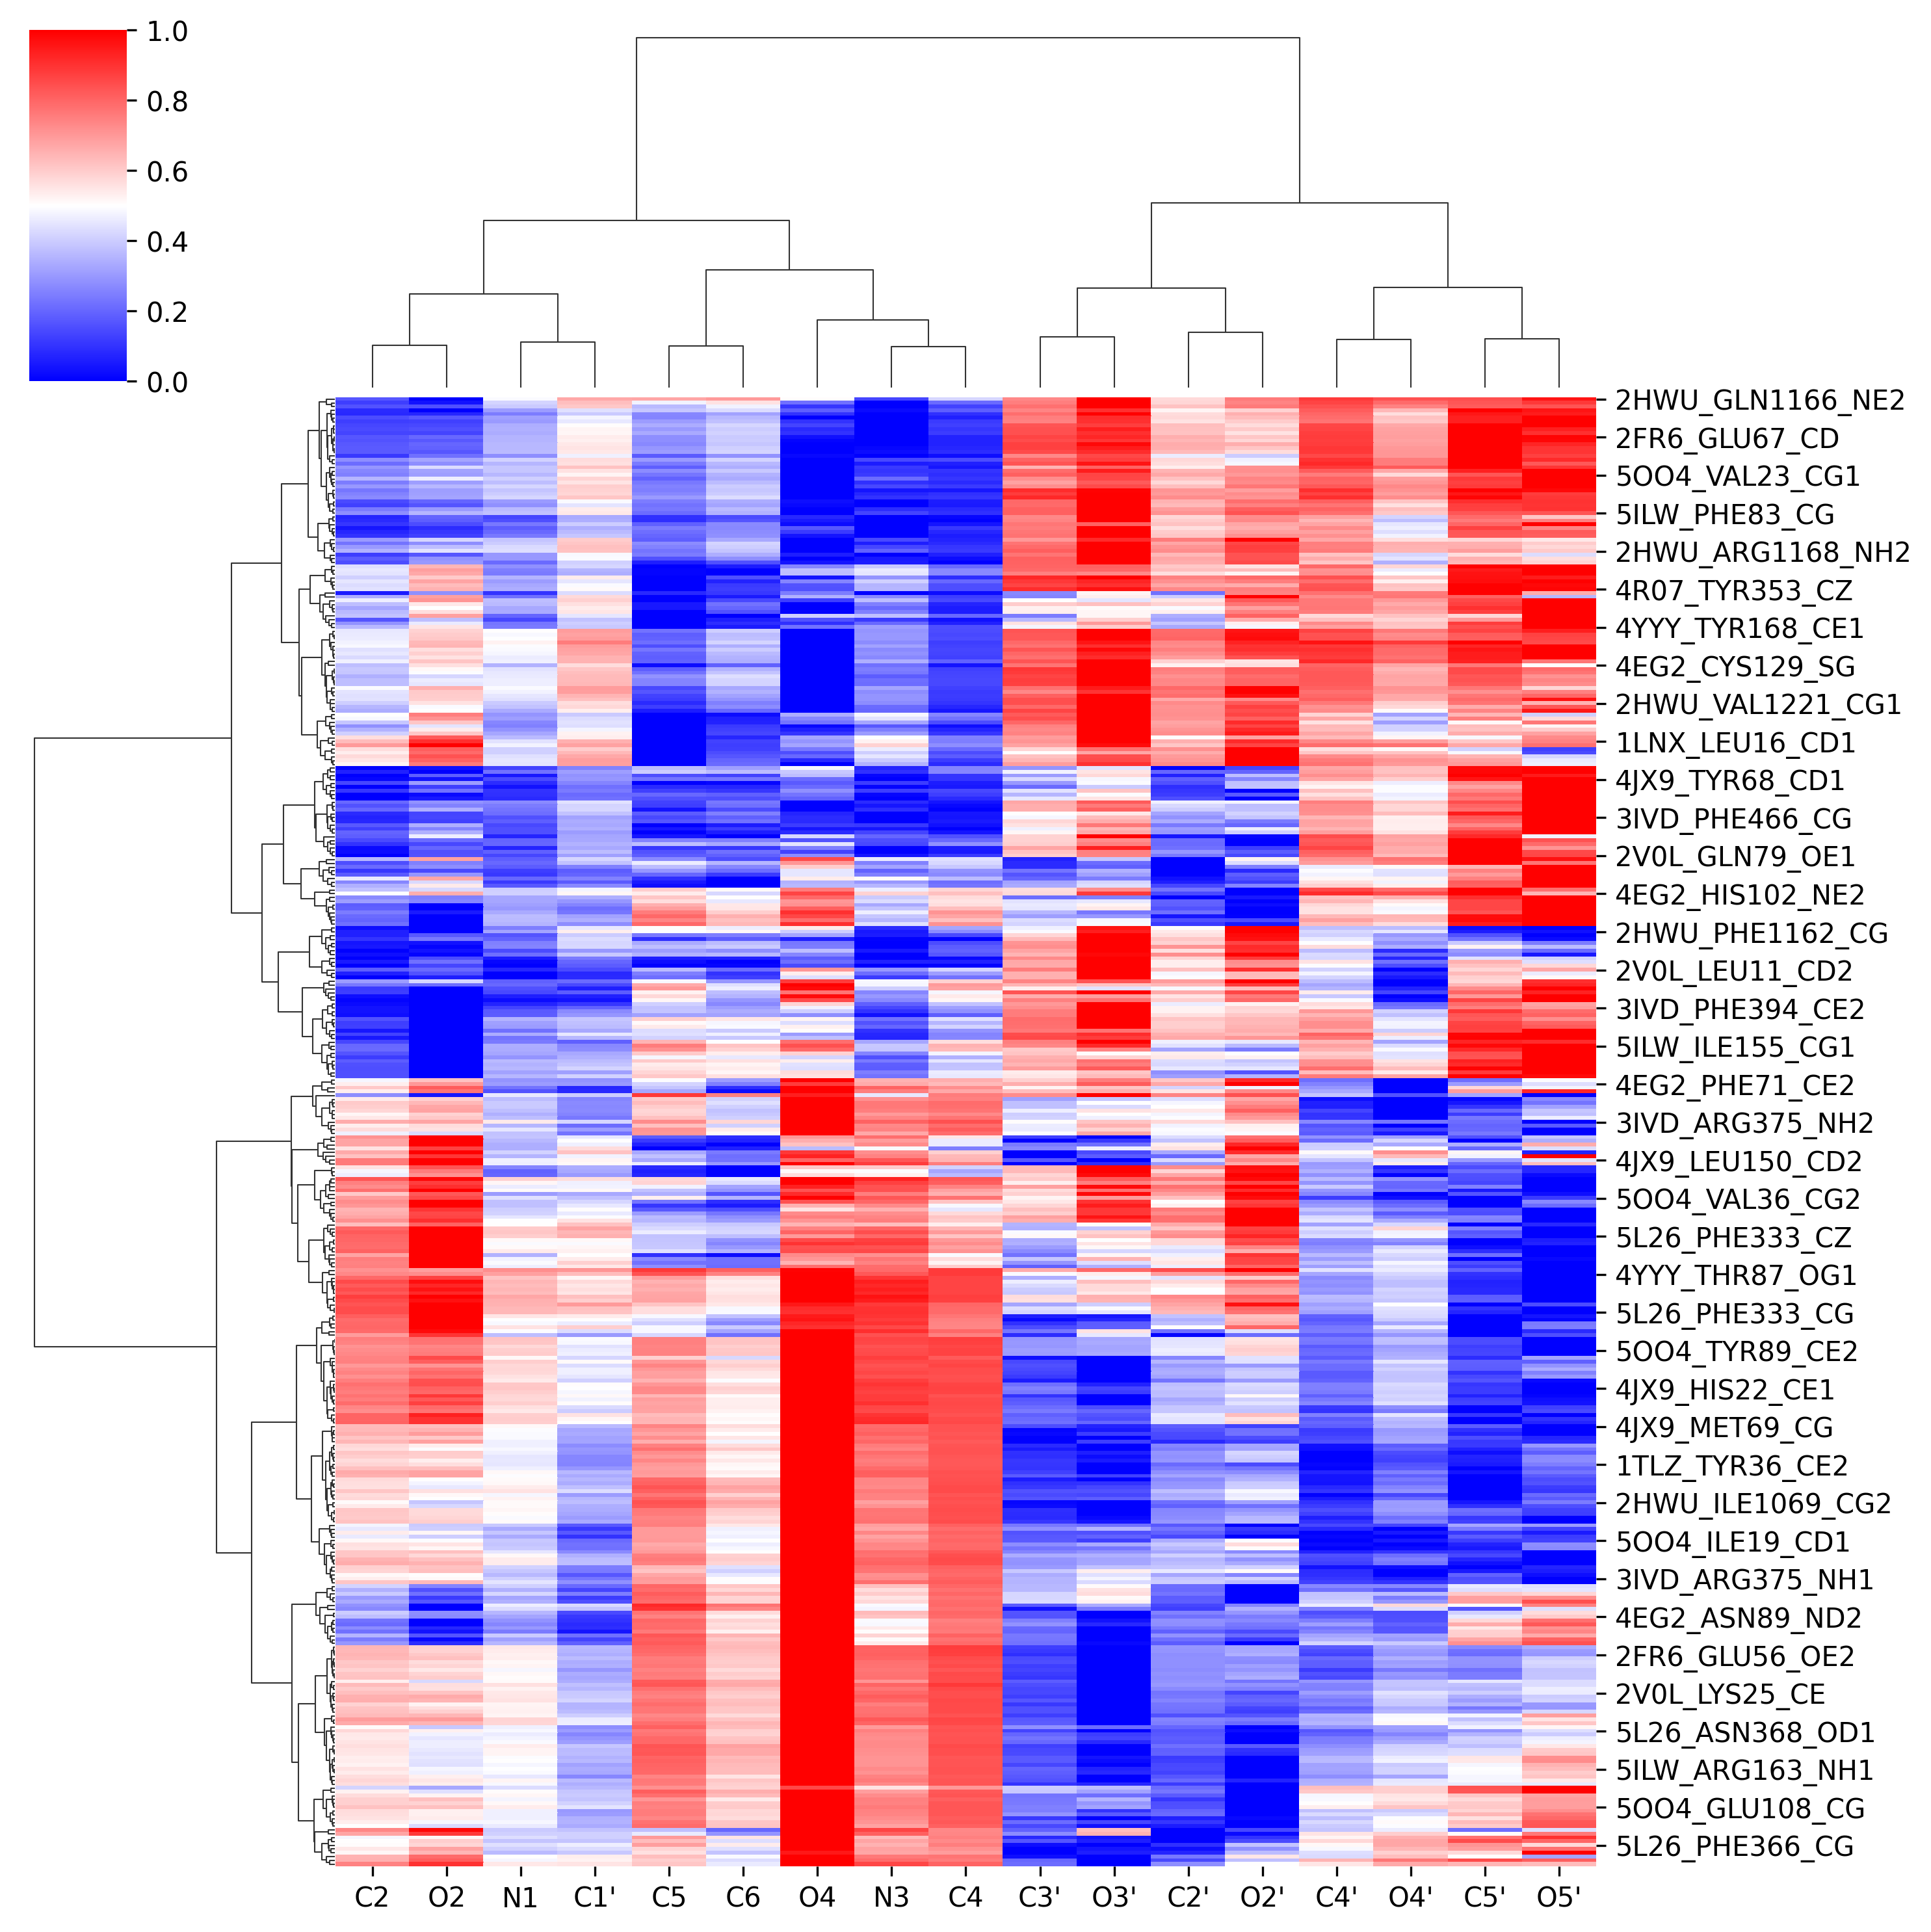 1.0
0.8
0.6
0.4
0.2
0.0
2HWU_GLN1166_NE2
2FR6_GLU67_CD
5OO4_VAL23_CG1
5ILW_PHE83_CG
2HWU_ARG1168_NH2
4R07_TYR353_CZ
4YYY_TYR168_CE1
4EG2_CYS129_SG
2HWU_VAL1221_CG1
1LNX_LEU16_CD1
4JX9_TYR68_CD1
3IVD_PHE466_CG
2V0L_GLN79_OE1
4EG2_HIS102_NE2
2HWU_PHE1162_CG
2V0L_LEU11_CD2
3IVD_PHE394_CE2
5ILW_ILE155_CG1
4EG2_PHE71_CE2
3IVD_ARG375_NH2
4JX9_LEU150_CD2
5OO4_VAL36_CG2
5L26_PHE333_CZ
4YYY_THR87_OG1
5L26_PHE333_CG
5OO4_TYR89_CE2
4JX9_HIS22_CE1
4JX9_MET69_CG
1TLZ_TYR36_CE2
2HWU_ILE1069_CG2
5OO4_ILE19_CD1
3IVD_ARG375_NH1
4EG2_ASN89_ND2
2FR6_GLU56_OE2
2V0L_LYS25_CE
5L26_ASN368_OD1
5ILW_ARG163_NH1
5OO4_GLU108_CG
5L26_PHE366_CG
C2 O2 N1 C1' C5 C6 O4 N3 C4 C3' O3' C2' O2' C4' O4' C5' O5'